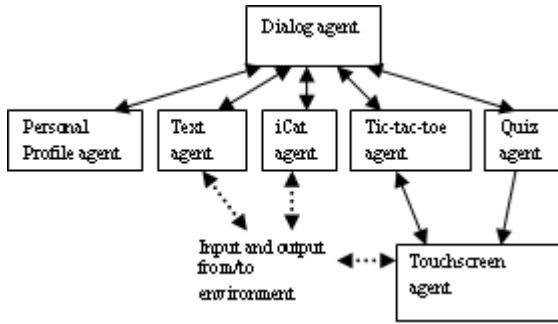 Dialog agent
Personal
Profile agent
Text
agent
iCat
agent
Tic-tac-toe
agent
Quiz
agent
Input and output
from/to
environment
Touchscreen
agent